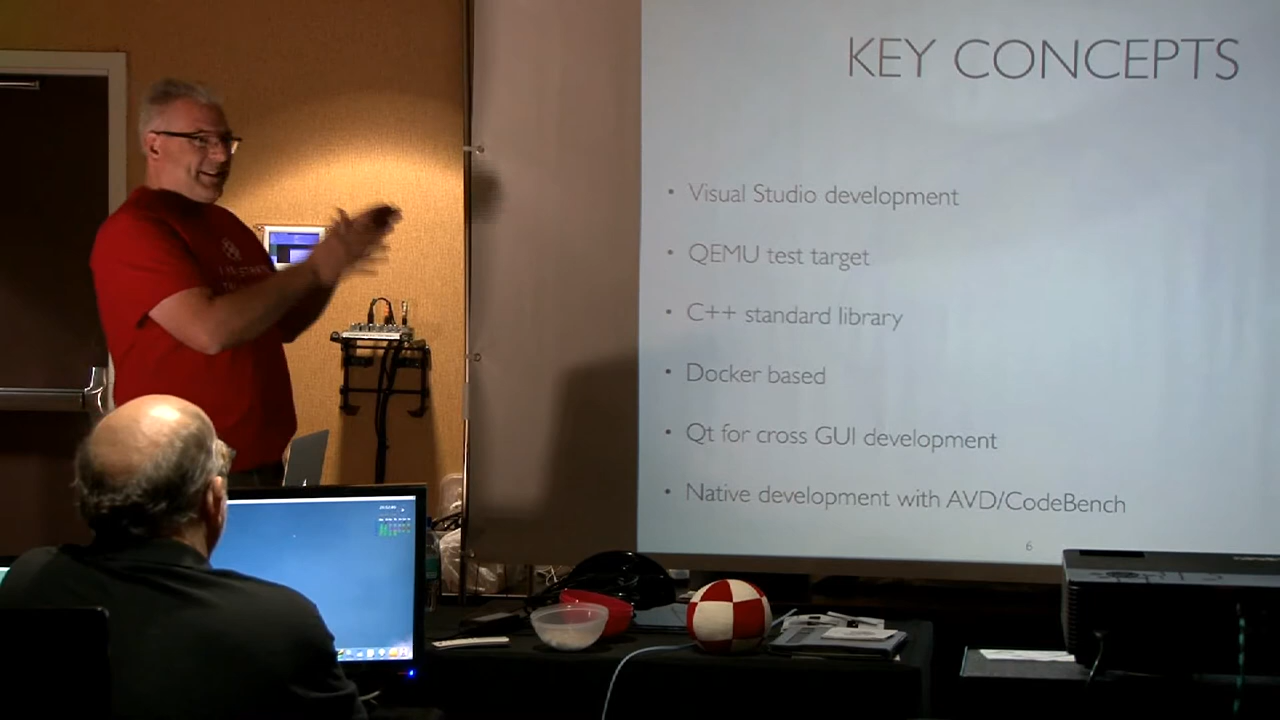 KEY CONCEPTS
• Visual Studio development
• QEMU test target
• C++ standard library
• Docker based
• Qt for cross GUI development
• Native development with AVD/CodeBench
6